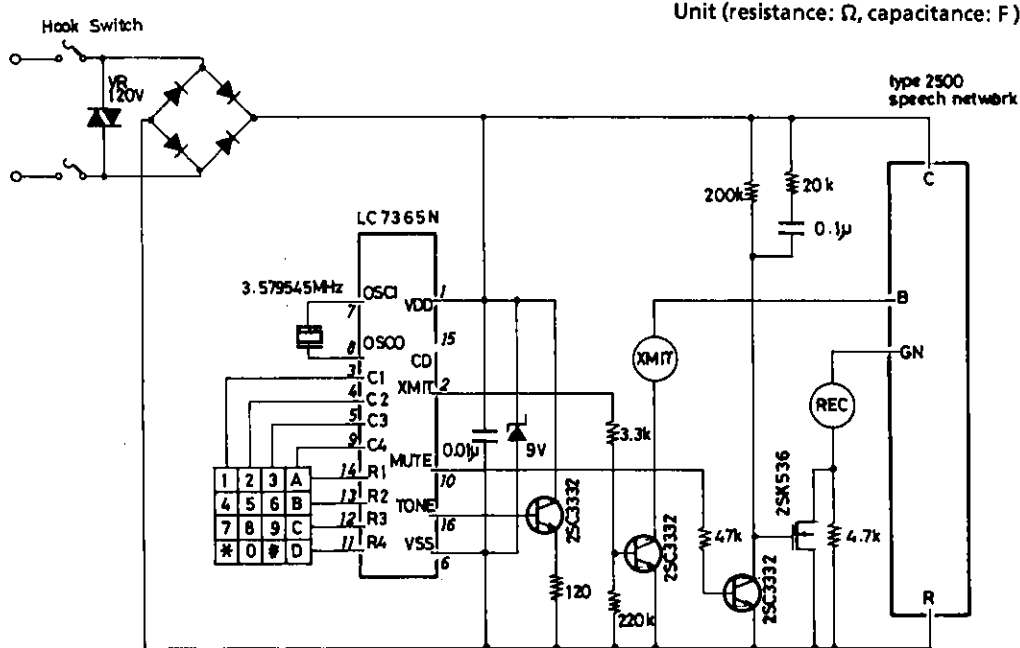 Unit (resistance: Ω, capacitance: F)
Hook Switch
VR
120V
type 2500
speech network
C
200k
20k
0.1μ
LC7365N
3.579545MHz
OSCI
7
VDD
1
15
8
OSCO
CD
3
C1
XMIT
2
4
C2
5
C3
9
C4
B
XMIT
GN
REC
3.3k
0.01μ
9V
MUTE
10
1 2 3 A
4 5 6 B
7 8 9 C
* 0 # D
14
R1
13
R2
12
R3
11
R4
TONE
16
VSS
6
2SC3332
120
2SC3332
220k
47k
2SC3332
2SK536
4.7k
R